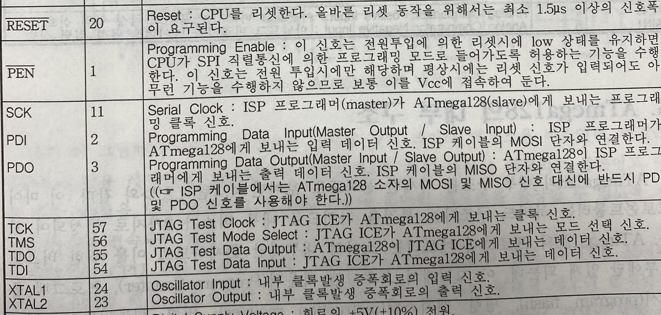 RESET 20 Reset : CPU를 리셋한다. 올바른 리셋 동작을 위해서는 최소 1.5μs 이상의 신호폭
이 요구된다.
PEN 1 Programming Enable : 이 신호는 전원투입에 의한 리셋시에 low 상태를 유지하면
CPU가 SPI 직렬통신에 의한 프로그래밍 모드로 들어가도록 허용하는 기능을 수행
한다. 이 신호는 전원 투입시에만 해당하며 평상시에는 리셋 신호가 입력되어도 아
무런 기능을 수행하지 않으므로 보통 이를 Vcc에 접속하여 둔다.
SCK 11 Serial Clock : ISP 프로그래머(master)가 ATmega128(slave)에게 보내는 프로그래
밍 클록 신호.
PDI 2 Programming Data Input(Master Output / Slave Input) : ISP 프로그래머가
ATmega128에게 보내는 입력 데이터 신호. ISP 케이블의 MOSI 단자와 연결한다.
PDO 3 Programming Data Output(Master Input / Slave Output) : ATmega128이 ISP 프로그
래머에게 보내는 출력 데이터 신호. ISP 케이블의 MISO 단자와 연결한다.
((☞ ISP 케이블에서는 ATmega128 소자의 MOSI 및 MISO 신호 대신에 반드시 PD
및 PDO 신호를 사용해야 한다.))
TCK 57 JTAG Test Clock : JTAG ICE가 ATmega128에게 보내는 클록 신호.
TMS 56 JTAG Test Mode Select : JTAG ICE가 ATmega128에게 보내는 모드 선택 신호.
TDO 55 JTAG Test Data Output : ATmega128이 JTAG ICE에게 보내는 데이터 신호.
TDI 54 JTAG Test Data Input : JTAG ICE가 ATmega128에게 보내는 데이터 신호.
XTAL1 24 Oscillator Input : 내부 클록발생 증폭회로의 입력 신호.
XTAL2 23 Oscillator Output : 내부 클록발생 증폭회로의 출력 신호.
Digital Supply Voltage : 회로의 +5V(±10%) 전원.